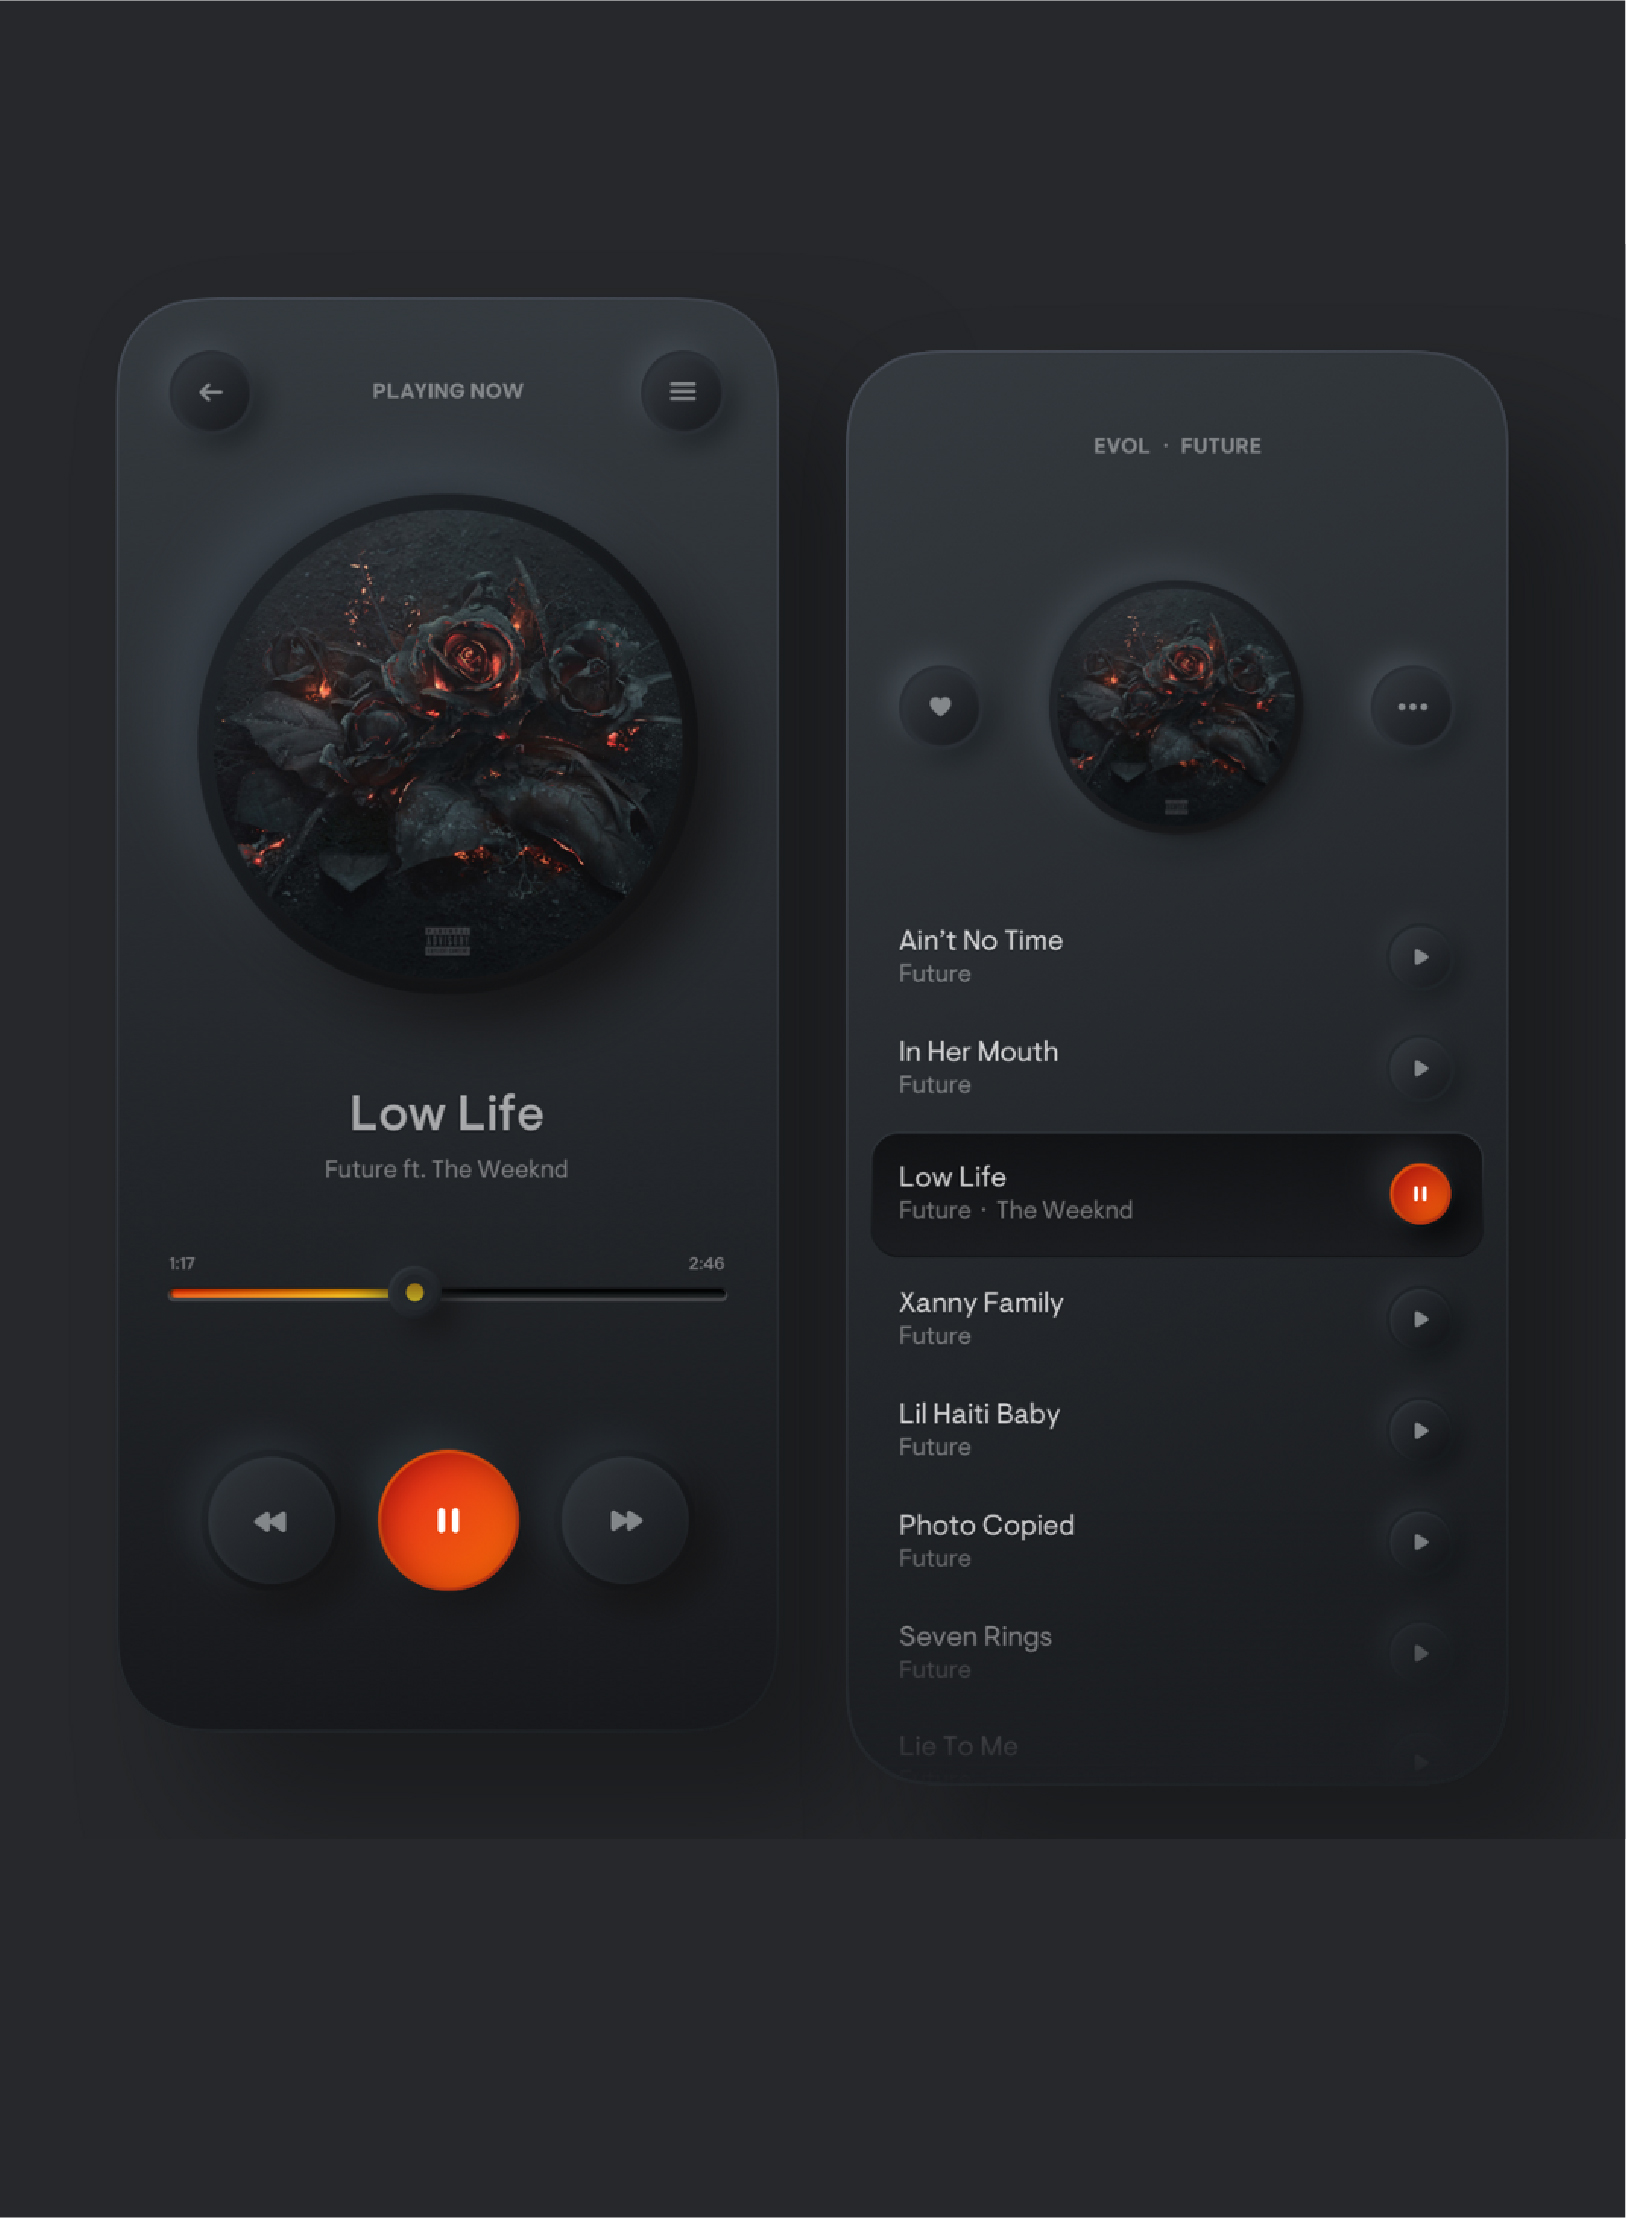 PLAYING NOW
PARENTAL
ADVISORY
Low Life
Future ft. The Weeknd
1:17
2:46
EVOL · FUTURE
Ain’t No Time
Future
In Her Mouth
Future
Low Life
Future · The Weeknd
Xanny Family
Future
Lil Haiti Baby
Future
Photo Copied
Future
Seven Rings
Future
Lie To Me